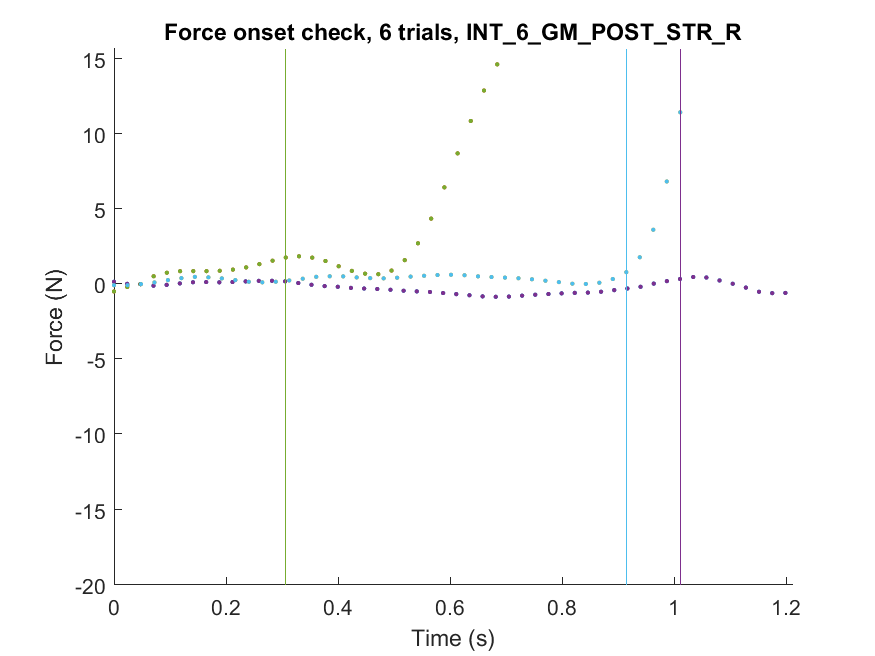 Force onset check, 6 trials, INT_6_GM_POST_STR_R
15
10
5
0
-5
-10
-15
-20
Force (N)
0 0.2 0.4 0.6 0.8 1 1.2
Time (s)